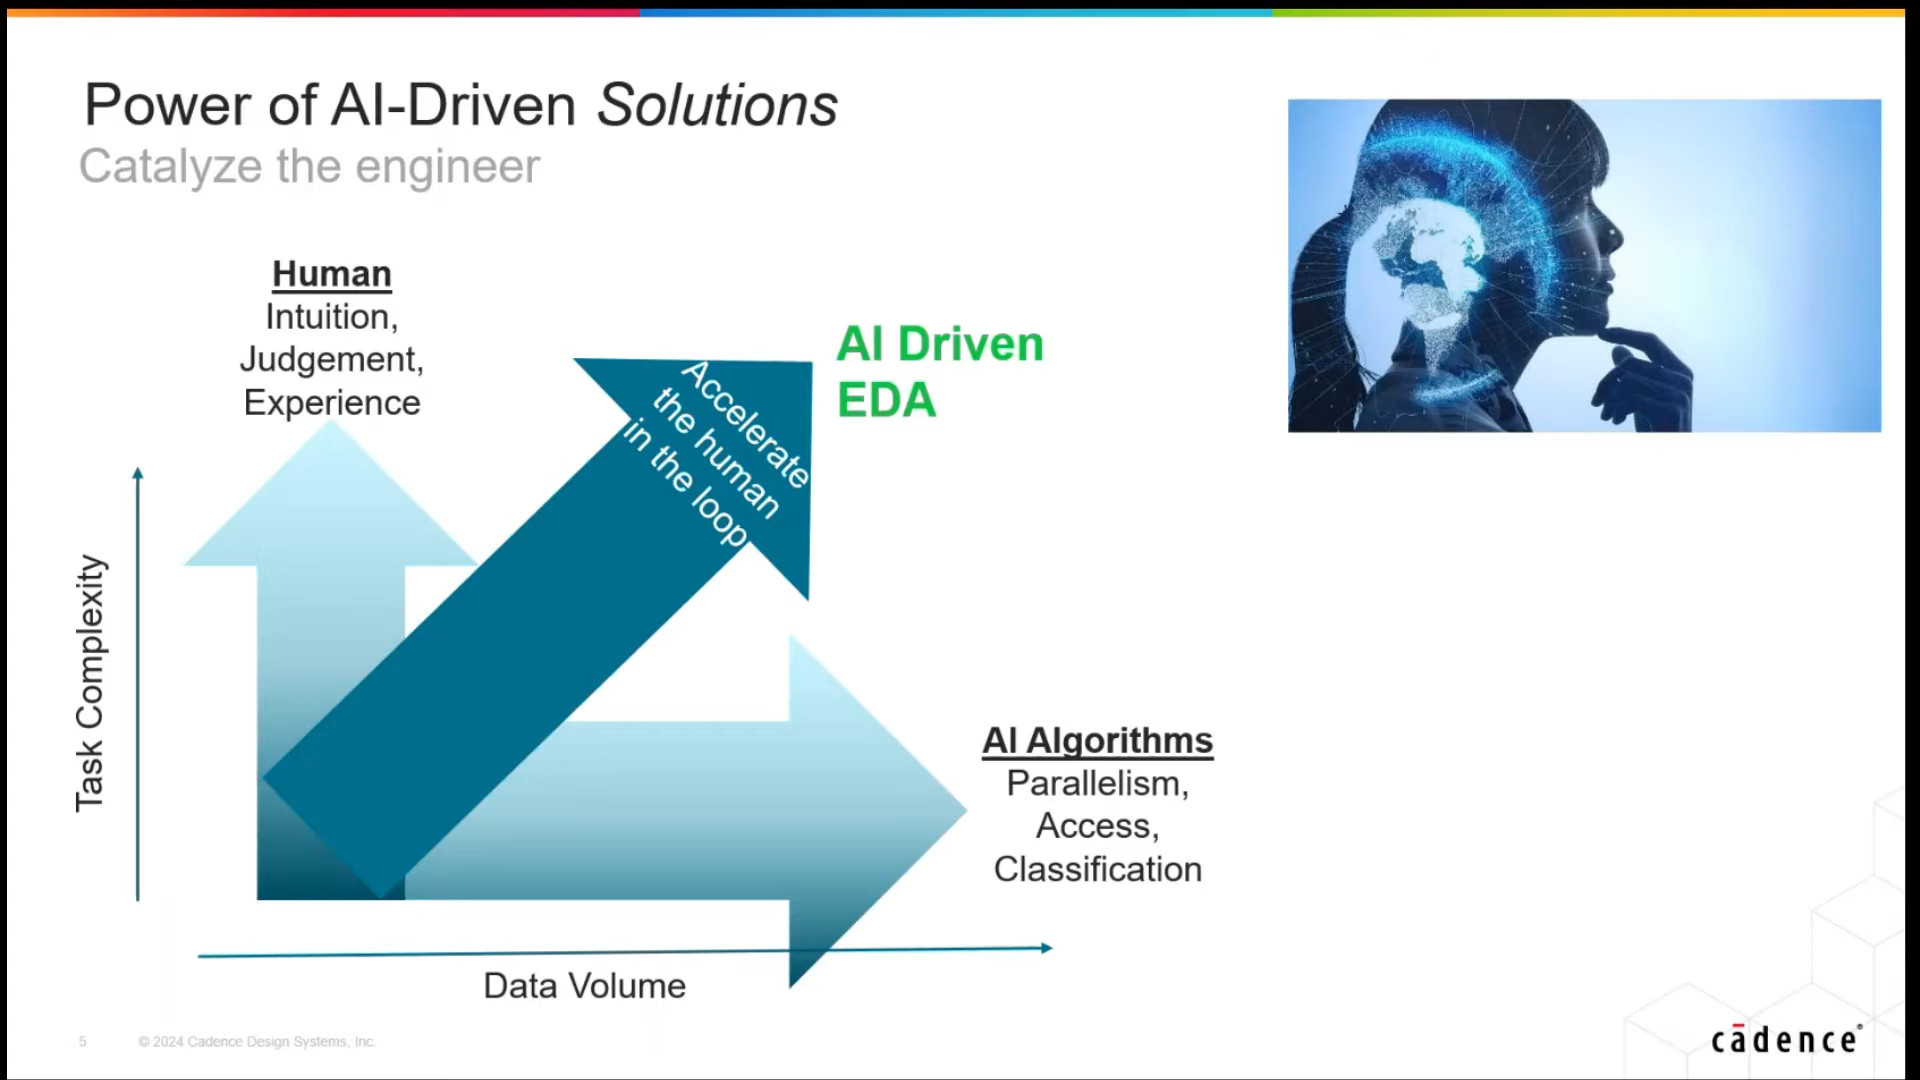 Power of AI-Driven Solutions
Catalyze the engineer
Human
Intuition,
Judgement,
Experience
Accelerate
the human
in the loop
AI Driven
EDA
Task Complexity
AI Algorithms
Parallelism,
Access,
Classification
Data Volume
5
© 2024 Cadence Design Systems, Inc.
cādence®